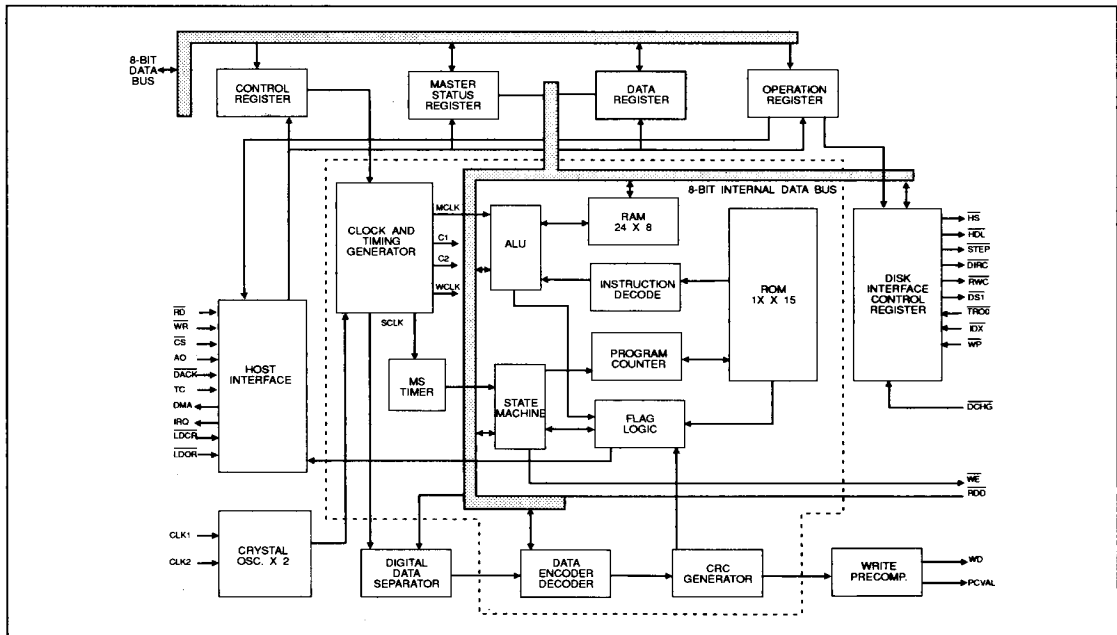 8-BIT
DATA
BUS
CONTROL
REGISTER
MASTER
STATUS
REGISTER
DATA
REGISTER
OPERATION
REGISTER
8-BIT INTERNAL DATA BUS
CLOCK AND
TIMING
GENERATOR
MCLK
C1
C2
WCLK
SCLK
ALU
RAM
24 X 8
INSTRUCTION
DECODE
ROM
1X X 15
PROGRAM
COUNTER
MS
TIMER
STATE
MACHINE
FLAG
LOGIC
DISK
INTERFACE
CONTROL
REGISTER
HS
HDL
STEP
DIRC
RWC
DS1
TR00
IDX
WP
DCHG
RD
WR
CS
AO
DACK
TC
DMA
IRQ
LDCR
LDOR
HOST
INTERFACE
WE
RDD
CLK1
CLK2
CRYSTAL
OSC. X 2
DIGITAL
DATA
SEPARATOR
DATA
ENCODER
DECODER
CRC
GENERATOR
WRITE
PRECOMP.
WD
PCVAL